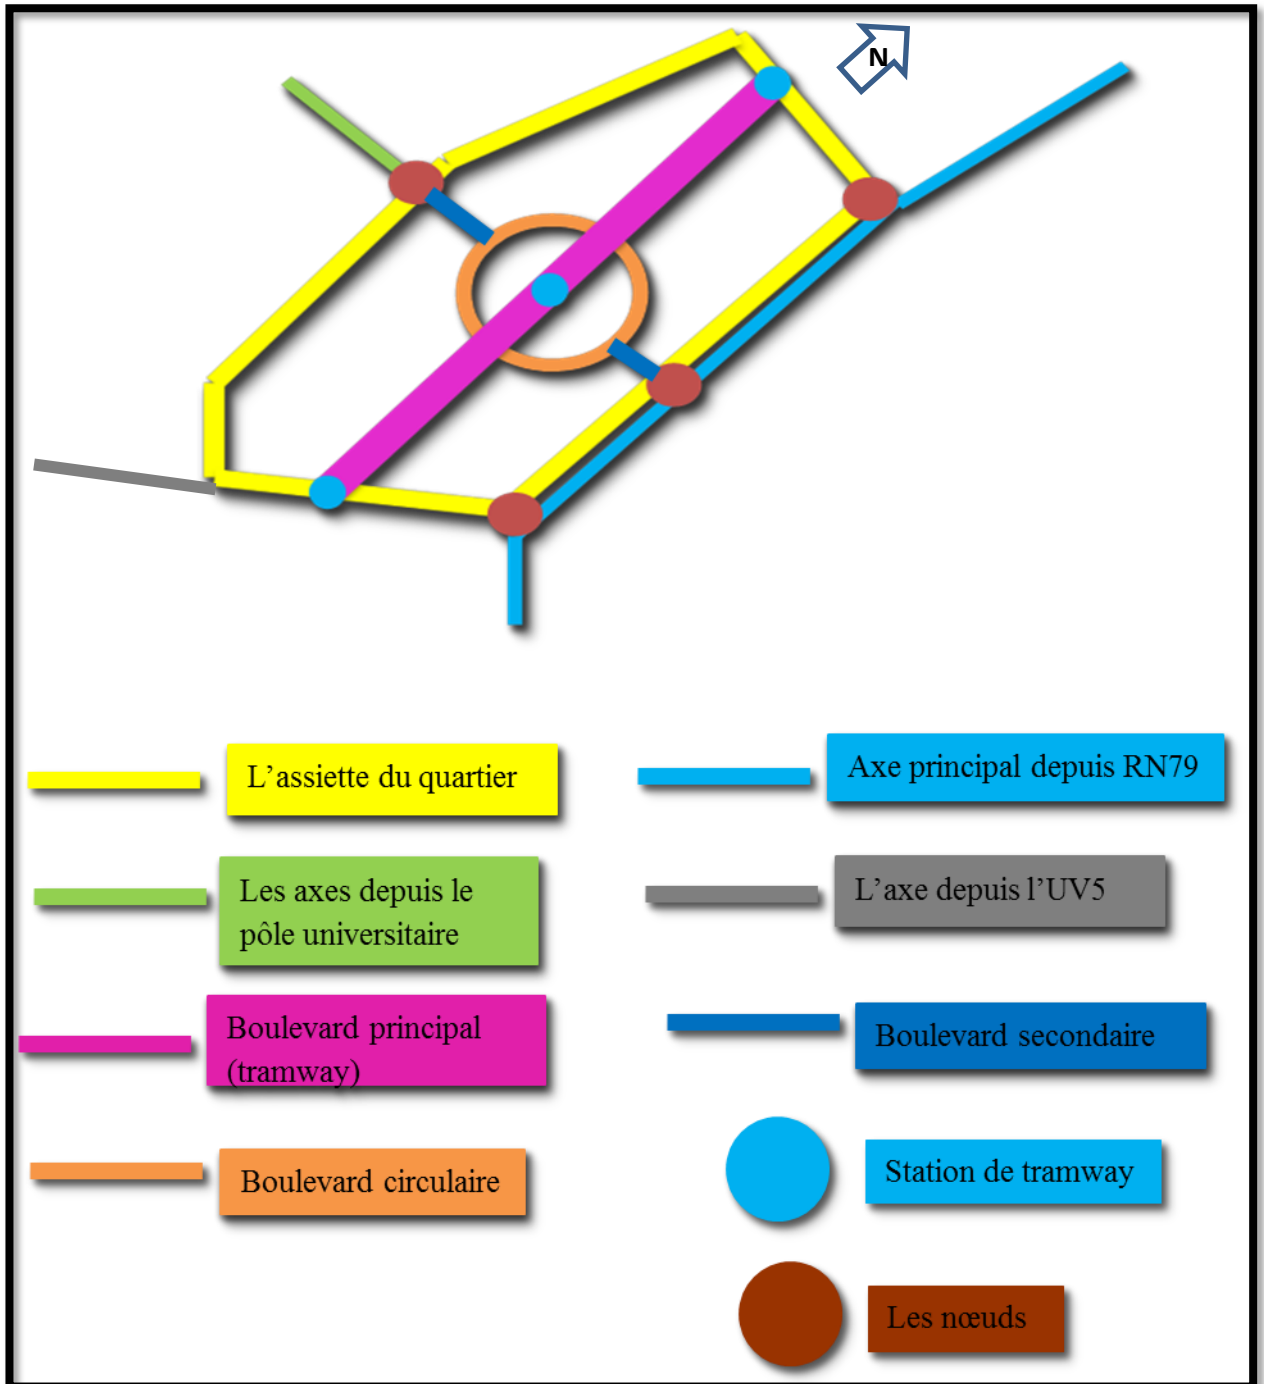 N
L'assiette du quartier
Axe principal depuis RN79
Les axes depuis le
pôle universitaire
L'axe depuis l'UV5
Boulevard principal
(tramway)
Boulevard secondaire
Boulevard circulaire
Station de tramway
Les nœuds